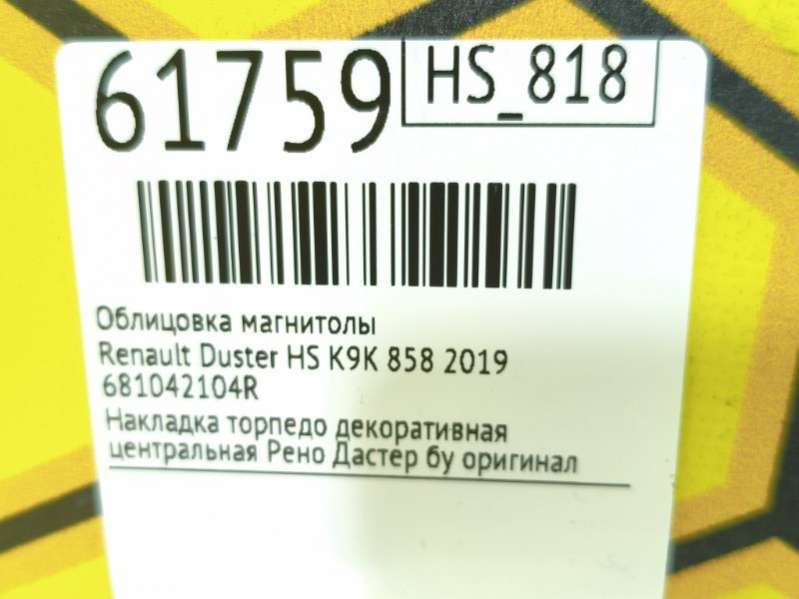 61759
HS_818
Облицовка магнитолы
Renault Duster HS K9K 858 2019
681042104R
Накладка торпедо декоративная
центральная Рено Дастер бу оригинал